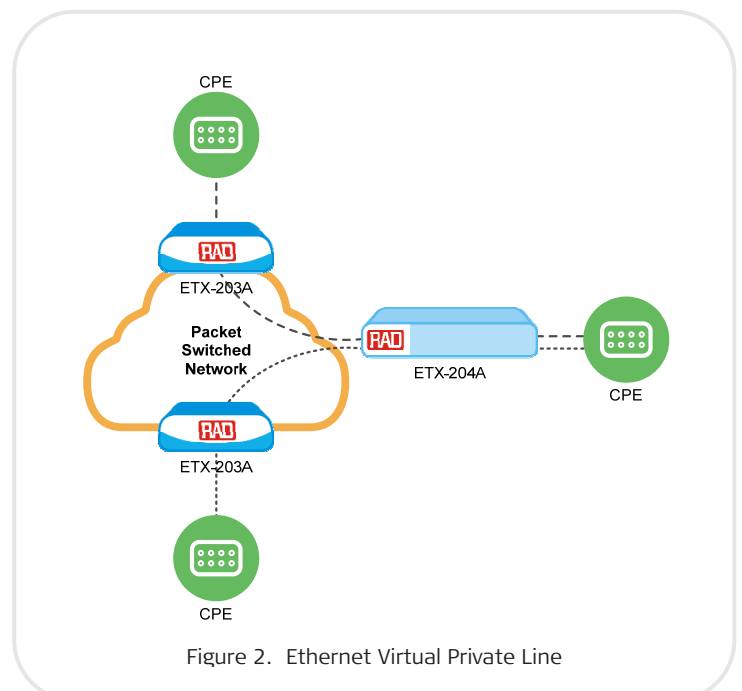 CPE
RAD
ETX-203A
Packet
Switched
Network
RAD
ETX-204A
CPE
RAD
ETX-203A
CPE
Figure 2. Ethernet Virtual Private Line